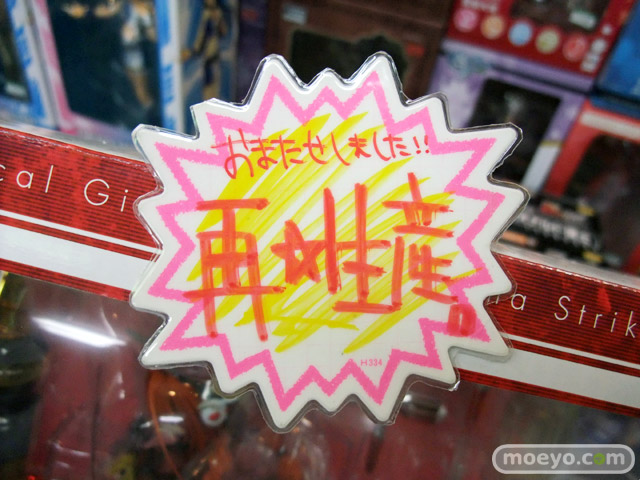 おまたせしました!!
再☆生産。
H334
cal Gi
a Strik
moeyo.com